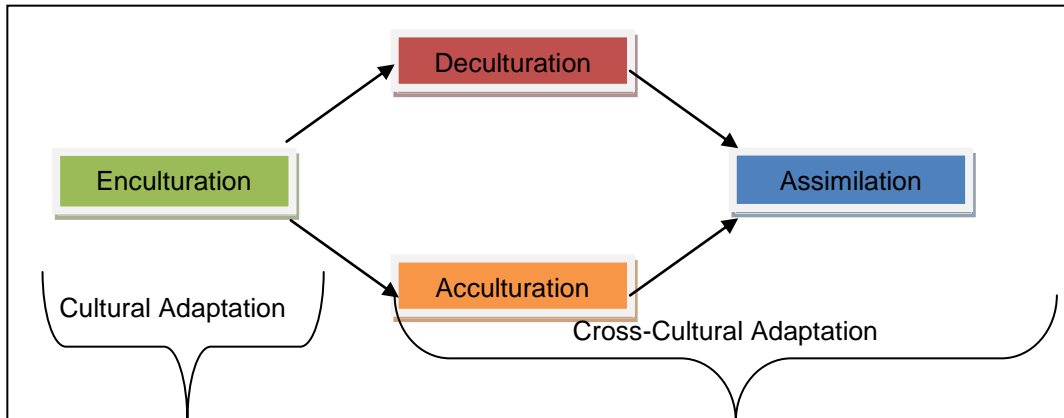 Deculturation
Enculturation
Assimilation
Acculturation
Cultural Adaptation
Cross-Cultural Adaptation